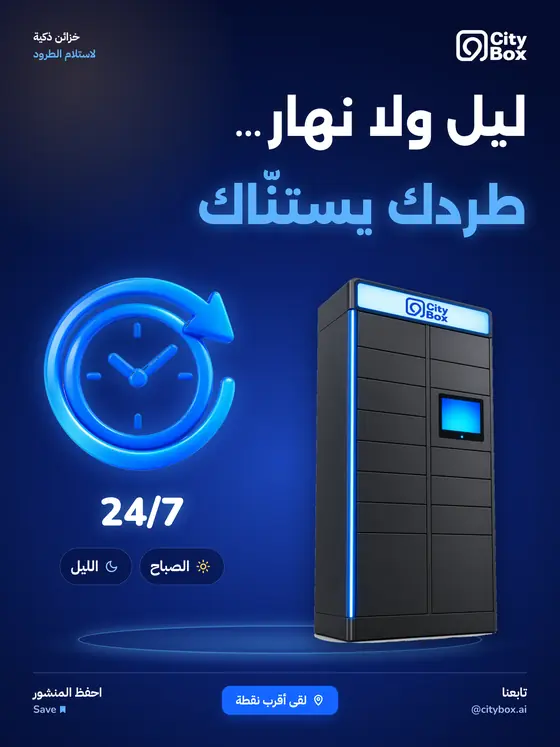 City
Box
خزائن ذكية
لاستلام الطرود
ليل ولا نهار...
طردك يستنّاك
City
Box
24/7
الصباح
الليل
تابعنا
@citybox.ai
لقى أقرب نقطة
احفظ المنشور
Save